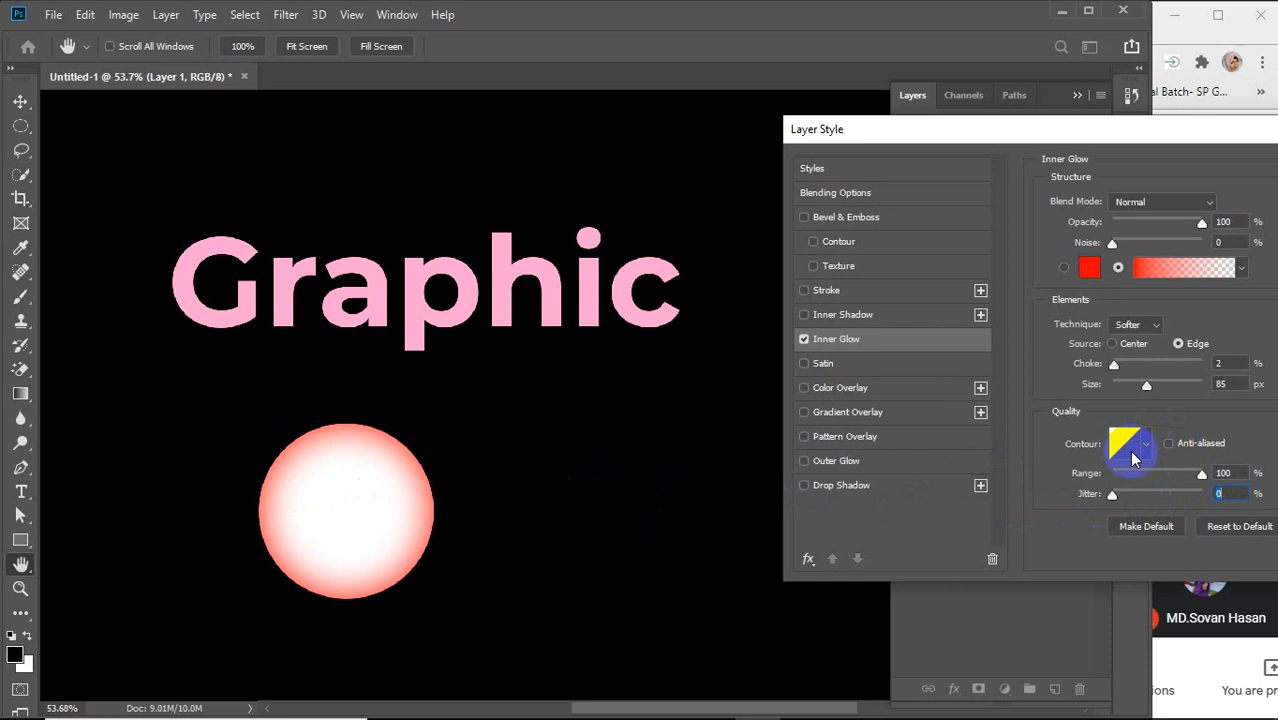 Ps File Edit Image Layer Type Select Filter 3D View Window Help
Scroll All Windows 100% Fit Screen Fill Screen
Untitled-1 @ 53.7% (Layer 1, RGB/8) *
Layers Channels Paths
al Batch- SP G...
Layer Style
Styles
Blending Options
Bevel & Emboss
Contour
Texture
Stroke
Inner Shadow
Inner Glow
Satin
Color Overlay
Gradient Overlay
Pattern Overlay
Outer Glow
Drop Shadow
fx
Inner Glow
Structure
Blend Mode: Normal
Opacity: 100 %
Noise: 0 %
Elements
Technique: Softer
Source: Center Edge
Choke: 2 %
Size: 85 px
Quality
Contour: Anti-aliased
Range: 100 %
Jitter: 0 %
Make Default Reset to Default
Graphic
MD.Sovan Hasan
itions You are pr
fx
53.68% Doc: 9.01M/10.0M